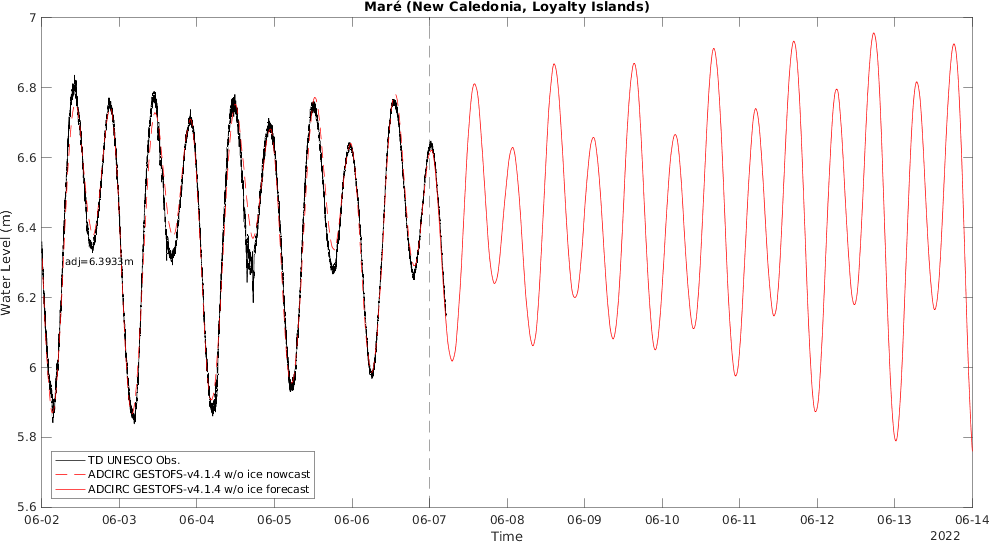 Maré (New Caledonia, Loyalty Islands)
7
6.8
6.6
6.4
6.2
6
5.8
5.6
Water Level (m)
adj=6.3933m
TD UNESCO Obs.
ADCIRC GESTOFS-v4.1.4 w/o ice nowcast
ADCIRC GESTOFS-v4.1.4 w/o ice forecast
06-02 06-03 06-04 06-05 06-06 06-07 06-08 06-09 06-10 06-11 06-12 06-13 06-14
Time
2022